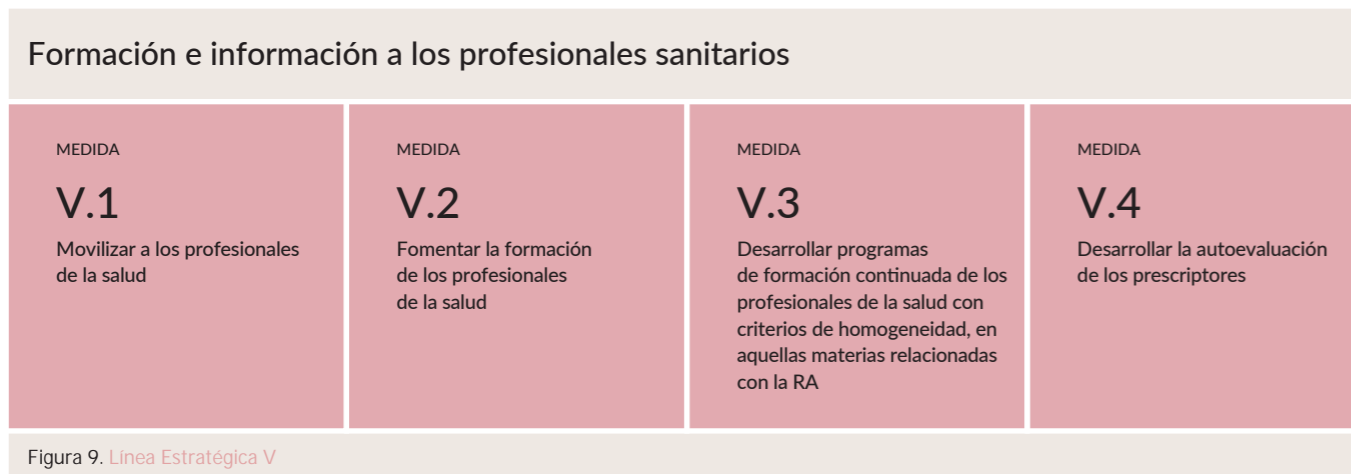 Formación e información a los profesionales sanitarios
MEDIDA
V.1
Movilizar a los profesionales
de la salud
MEDIDA
V.2
Fomentar la formación
de los profesionales
de la salud
MEDIDA
V.3
Desarrollar programas
de formación continuada de los
profesionales de la salud con
criterios de homogeneidad, en
aquellas materias relacionadas
con la RA
MEDIDA
V.4
Desarrollar la autoevaluación
de los prescriptores
Figura 9. Línea Estratégica V